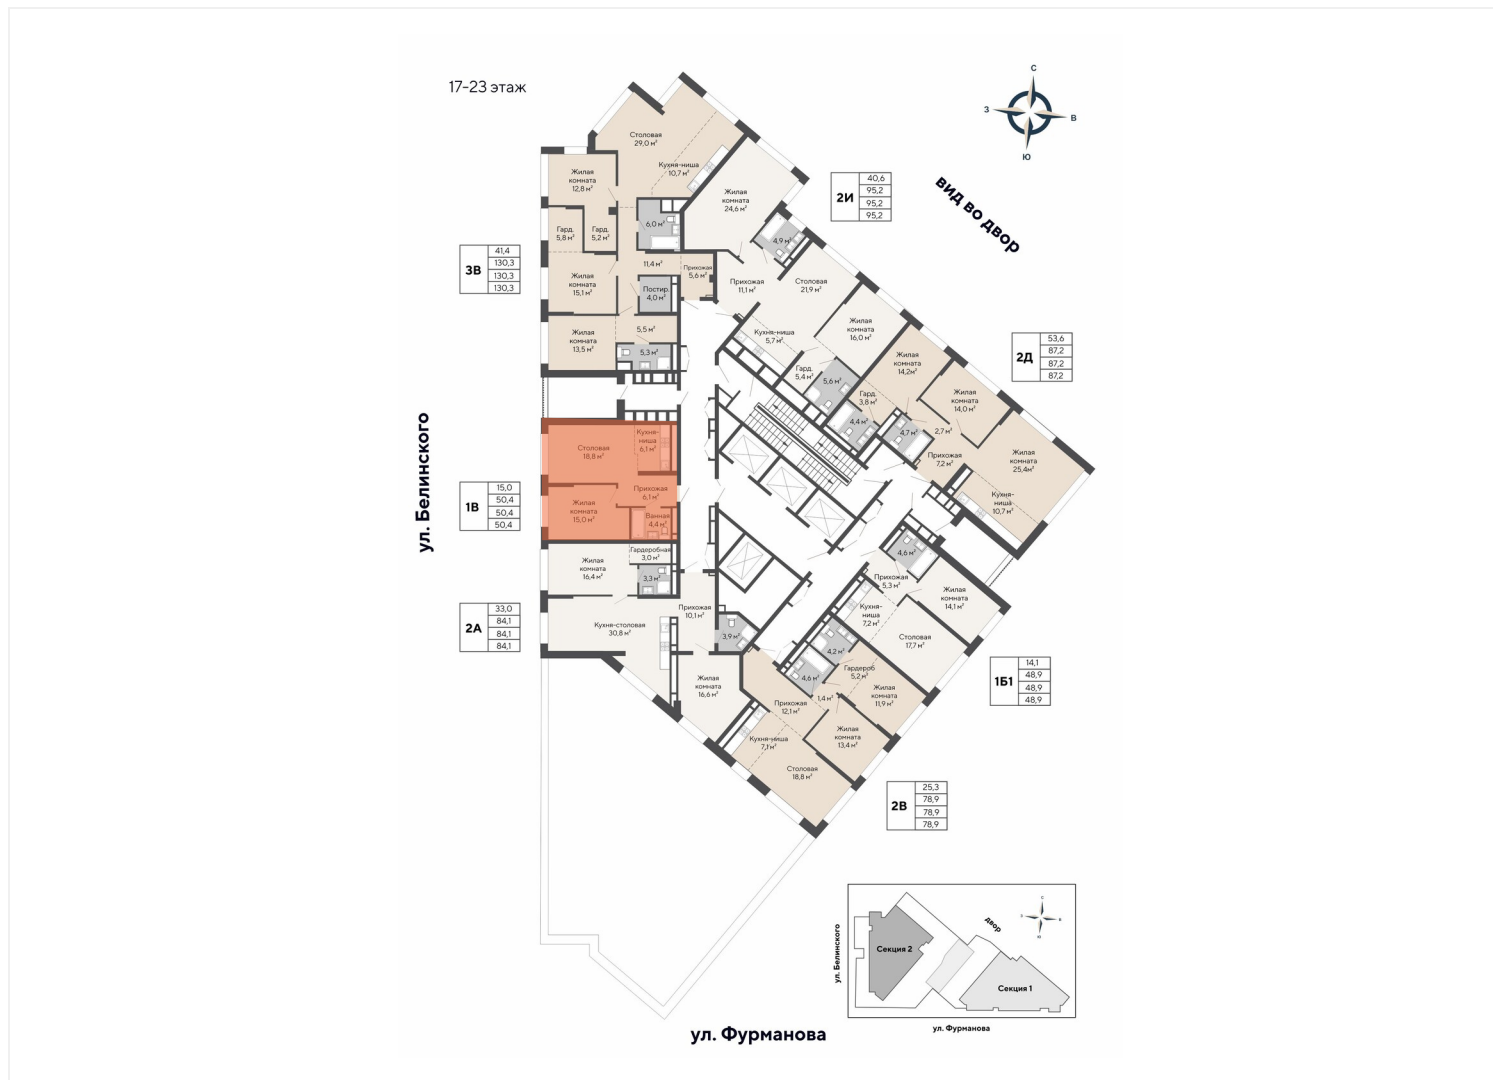 17-23 этаж
С
З
В
Ю
вид во двор
ул. Белинского
Столовая
29,0 м²
Кухня-ниша
10,7 м²
Жилая
комната
12,8 м²
Гард.
5,8 м²
Гард.
5,2 м²
6,0 м²
11,4 м²
Прихожая
5,6 м²
Жилая
комната
15,1 м²
Постир.
4,0 м²
5,5 м²
Жилая
комната
13,5 м²
5,3 м²
3В
41,4
130,3
130,3
130,3
Жилая
комната
24,6 м²
4,9 м²
Прихожая
11,1 м²
Столовая
21,9 м²
Кухня-ниша
5,7 м²
Жилая
комната
16,0 м²
Гард.
5,4 м²
5,6 м²
2И
40,6
95,2
95,2
95,2
Жилая
комната
14,2м²
Гард.
3,8 м²
4,4 м²
4,7 м²
2,7 м²
Жилая
комната
14,0 м²
Прихожая
7,2 м²
Жилая
комната
25,4м²
Кухня-
ниша
10,7 м²
2Д
53,6
87,2
87,2
87,2
Столовая
18,8 м²
Кухня-
ниша
6,1 м²
Прихожая
6,1 м²
Жилая
комната
15,0 м²
Ванная
4,4 м²
1В
15,0
50,4
50,4
50,4
Жилая
комната
16,4 м²
Гардеробная
3,0 м²
3,3 м²
Прихожая
10,1 м²
Кухня-столовая
30,8 м²
3,9 м²
Жилая
комната
16,6 м²
2А
33,0
84,1
84,1
84,1
4,6 м²
Прихожая
5,3 м²
Жилая
комната
14,1 м²
Кухня-
ниша
7,2 м²
Столовая
17,7 м²
1Б1
14,1
48,9
48,9
48,9
4,2 м²
4,6 м²
Гардероб
5,2 м²
1,4 м²
Жилая
комната
11,9 м²
Прихожая
12,1 м²
Жилая
комната
13,4 м²
Кухня-ниша
7,1 м²
Столовая
18,8 м²
2В
25,3
78,9
78,9
78,9
ул. Фурманова
ул. Белинского
Секция 2
двор
Секция 1
ул. Фурманова